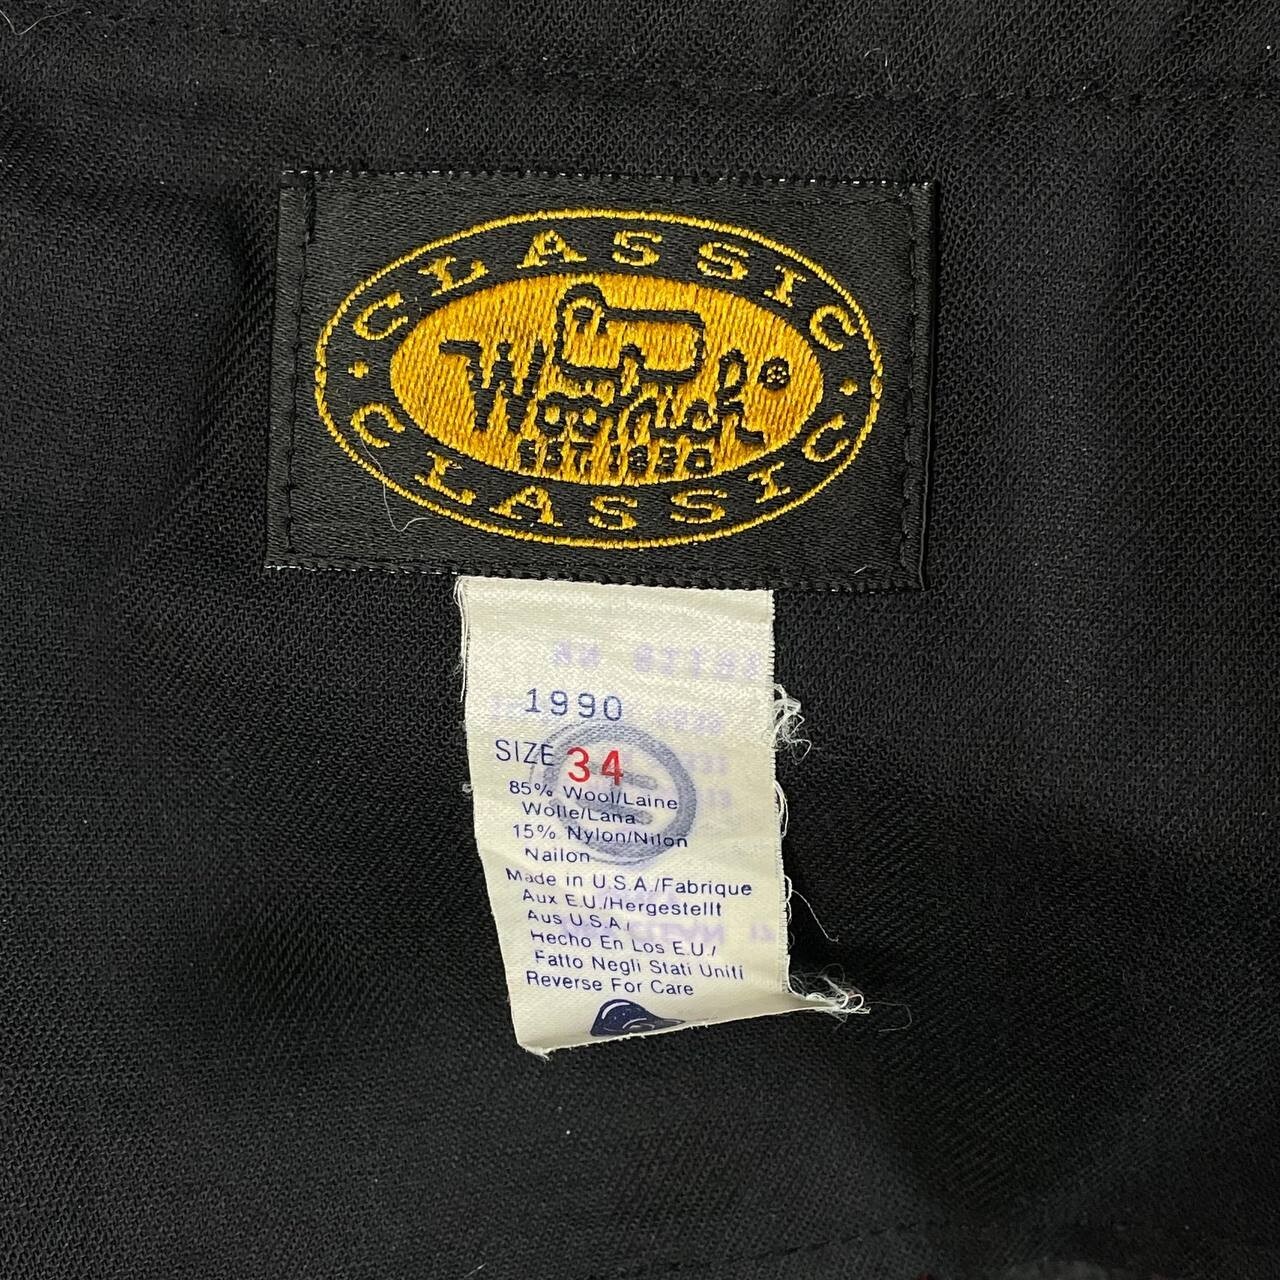 CLASSIC
Woolrich®
EST 1830
CLASSIC
1990
SIZE 34
85% Wool/Laine
Wolle/Lana
15% Nylon/Nilon
Nailon
Made in U.S.A./Fabrique
Aux E.U./Hergestellt
Aus U.S.A/
Hecho En Los E.U./
Fatto Negli Stati Uniti
Reverse For Care